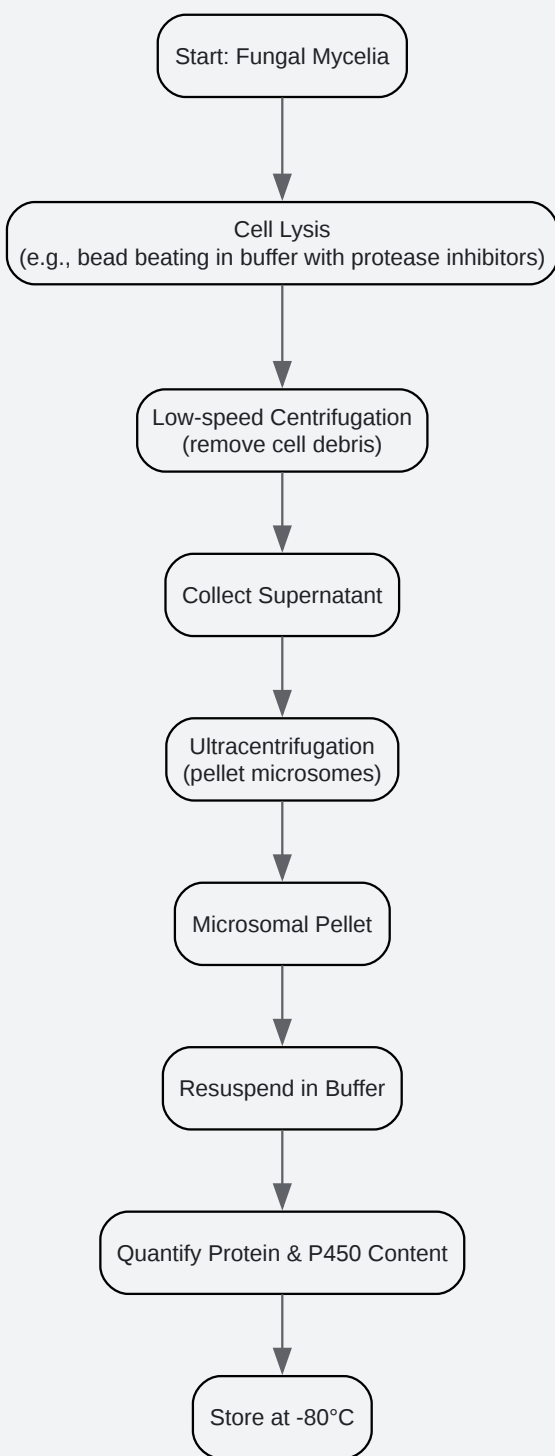 Start: Fungal Mycelia
Cell Lysis
(e.g., bead beating in buffer with protease inhibitors)
Low-speed Centrifugation
(remove cell debris)
Collect Supernatant
Ultracentrifugation
(pellet microsomes)
Microsomal Pellet
Resuspend in Buffer
Quantify Protein & P450 Content
Store at -80°C